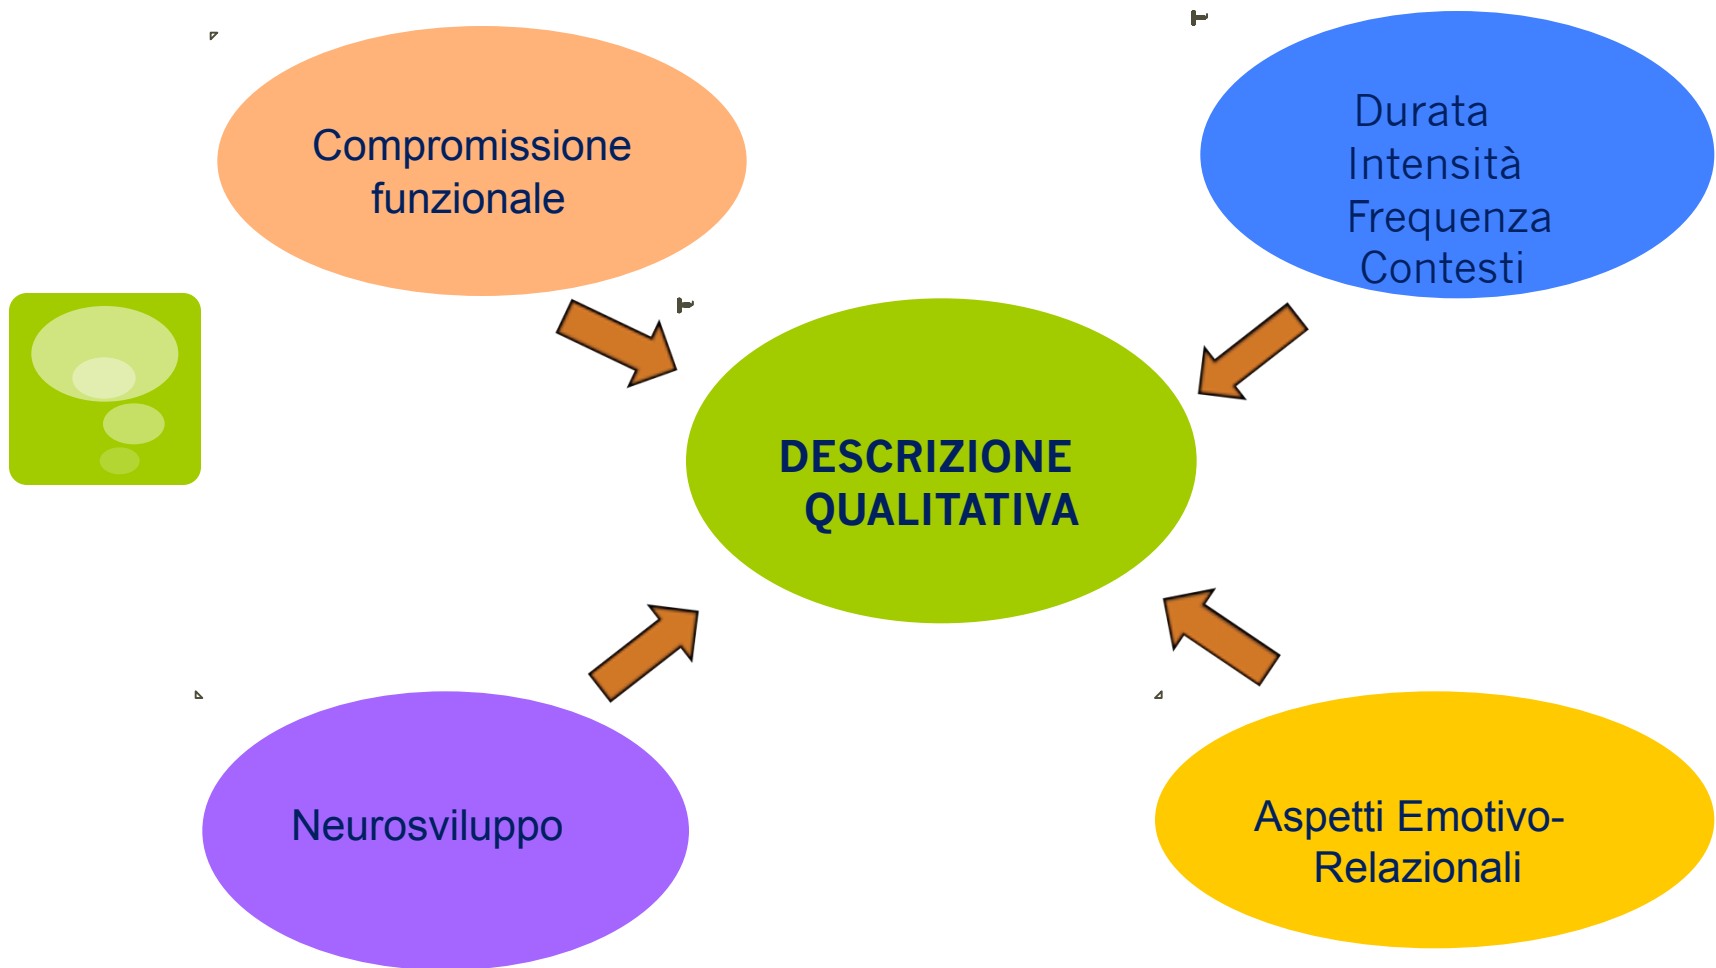 Compromissione
funzionale
Durata
Intensità
Frequenza
Contesti
DESCRIZIONE
QUALITATIVA
Neurosviluppo
Aspetti Emotivo-
Relazionali